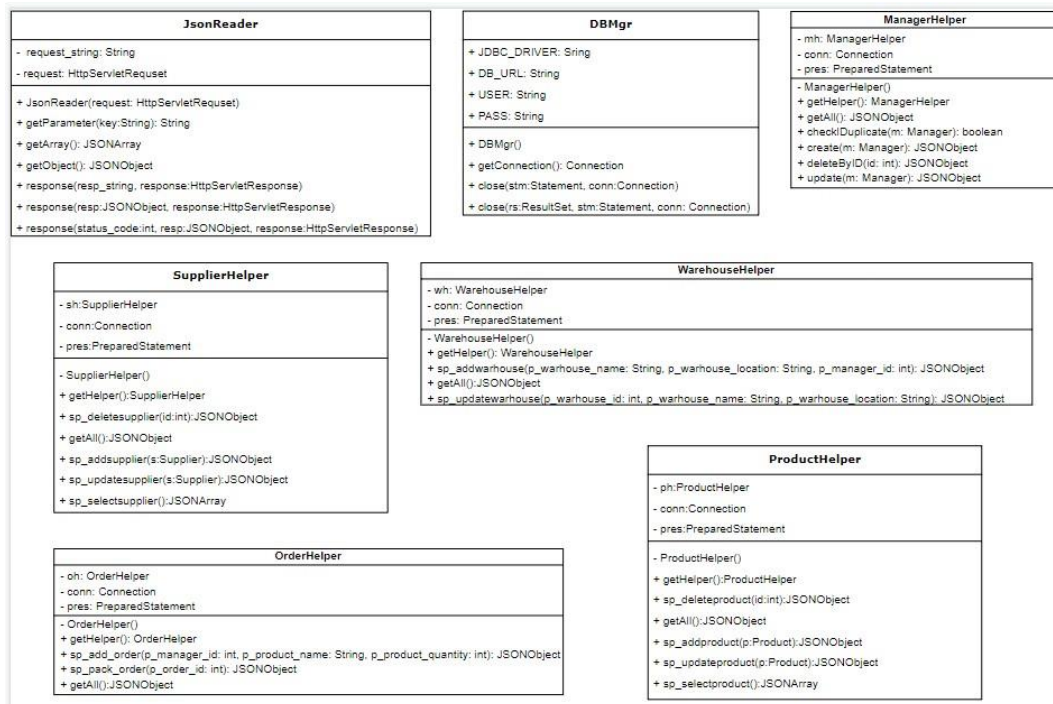 JsonReader
- request_string: String
- request: HttpServletRequset
+ JsonReader(request: HttpServletRequset)
+ getParameter(key:String): String
+ getArray(): JSONArray
+ getObject(): JSONObject
+ response(resp_string, response:HttpServletResponse)
+ response(resp:JSONObject, response:HttpServletResponse)
+ response(status_code:int, resp:JSONObject, response:HttpServletResponse)
DBMgr
+ JDBC_DRIVER: Sring
+ DB_URL: String
+ USER: String
+ PASS: String
+ DBMgr()
+ getConnection(): Connection
+ close(stm:Statement, conn:Connection)
+ close(rs:ResultSet, stm:Statement, conn: Connection)
ManagerHelper
- mh: ManagerHelper
- conn: Connection
- pres: PreparedStatement
- ManagerHelper()
+ getHelper(): ManagerHelper
+ getAll(): JSONObject
+ checkIDuplicate(m: Manager): boolean
+ create(m: Manager): JSONObject
+ deleteByID(id: int): JSONObject
+ update(m: Manager): JSONObject
SupplierHelper
- sh:SupplierHelper
- conn:Connection
- pres:PreparedStatement
- SupplierHelper()
+ getHelper():SupplierHelper
+ sp_deletesupplier(id:int):JSONObject
+ getAll():JSONObject
+ sp_addsupplier(s:Supplier):JSONObject
+ sp_updatesupplier(s:Supplier):JSONObject
+ sp_selectsupplier():JSONArray
WarehouseHelper
- wh: WarehouseHelper
- conn: Connection
- pres: PreparedStatement
- WarehouseHelper()
+ getHelper(): WarehouseHelper
+ sp_addwarhouse(p_warhouse_name: String, p_warhouse_location: String, p_manager_id: int): JSONObject
+ getAll():JSONObject
+ sp_updatewarhouse(p_warhouse_id: int, p_warhouse_name: String, p_warhouse_location: String): JSONObject
OrderHelper
- oh: OrderHelper
- conn: Connection
- pres: PreparedStatement
- OrderHelper()
+ getHelper(): OrderHelper
+ sp_add_order(p_manager_id: int, p_product_name: String, p_product_quantity: int): JSONObject
+ sp_pack_order(p_order_id: int): JSONObject
+ getAll():JSONObject
ProductHelper
- ph:ProductHelper
- conn:Connection
- pres:PreparedStatement
- ProductHelper()
+ getHelper():ProductHelper
+ sp_deleteproduct(id:int):JSONObject
+ getAll():JSONObject
+ sp_addproduct(p:Product):JSONObject
+ sp_updateproduct(p:Product):JSONObject
+ sp_selectproduct():JSONArray